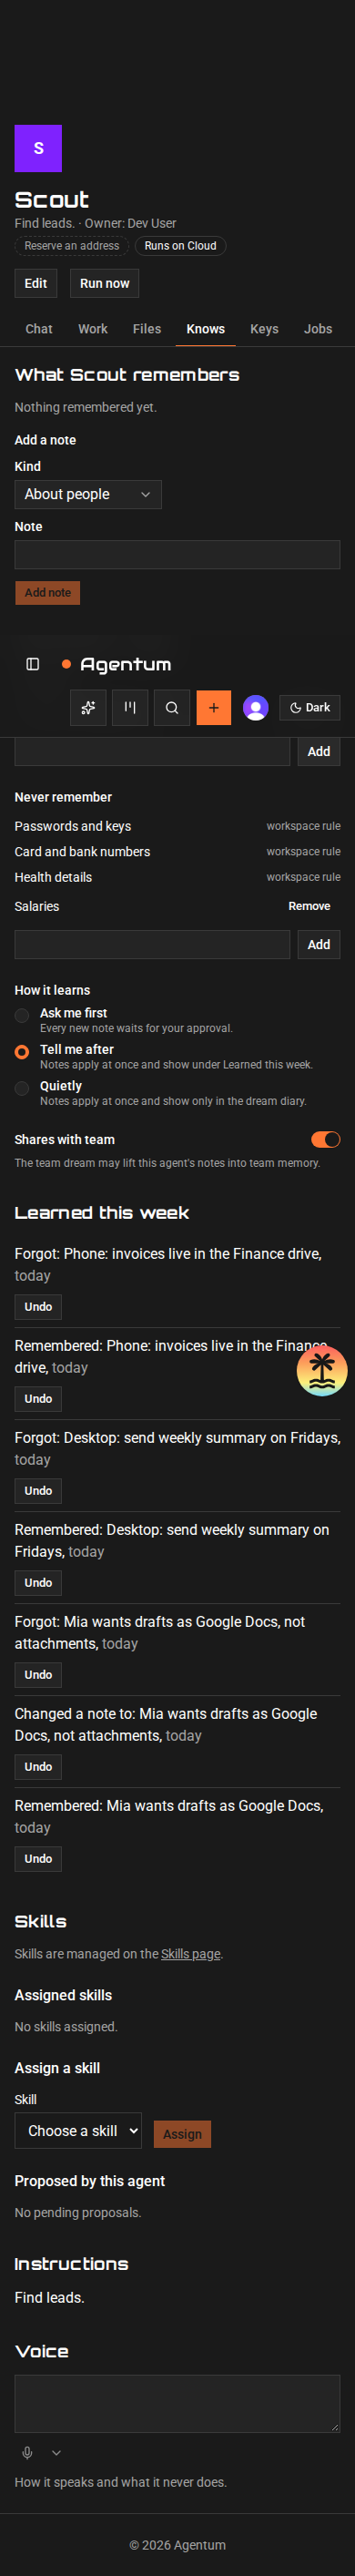 S
Scout
Find leads. · Owner: Dev User
Reserve an address Runs on Cloud
Edit Run now
Chat Work Files Knows Keys Jobs
What Scout remembers
Nothing remembered yet.
Add a note
Kind
About people
Note
Add note
Agentum
Dark
Add
Never remember
Passwords and keys workspace rule
Card and bank numbers workspace rule
Health details workspace rule
Salaries Remove
Add
How it learns
Ask me first
Every new note waits for your approval.
Tell me after
Notes apply at once and show under Learned this week.
Quietly
Notes apply at once and show only in the dream diary.
Shares with team
The team dream may lift this agent's notes into team memory.
Learned this week
Forgot: Phone: invoices live in the Finance drive,
today
Undo
Remembered: Phone: invoices live in the Finance
drive, today
Undo
Forgot: Desktop: send weekly summary on Fridays,
today
Undo
Remembered: Desktop: send weekly summary on
Fridays, today
Undo
Forgot: Mia wants drafts as Google Docs, not
attachments, today
Undo
Changed a note to: Mia wants drafts as Google
Docs, not attachments, today
Undo
Remembered: Mia wants drafts as Google Docs,
today
Undo
Skills
Skills are managed on the Skills page.
Assigned skills
No skills assigned.
Assign a skill
Skill
Choose a skill Assign
Proposed by this agent
No pending proposals.
Instructions
Find leads.
Voice
How it speaks and what it never does.
© 2026 Agentum